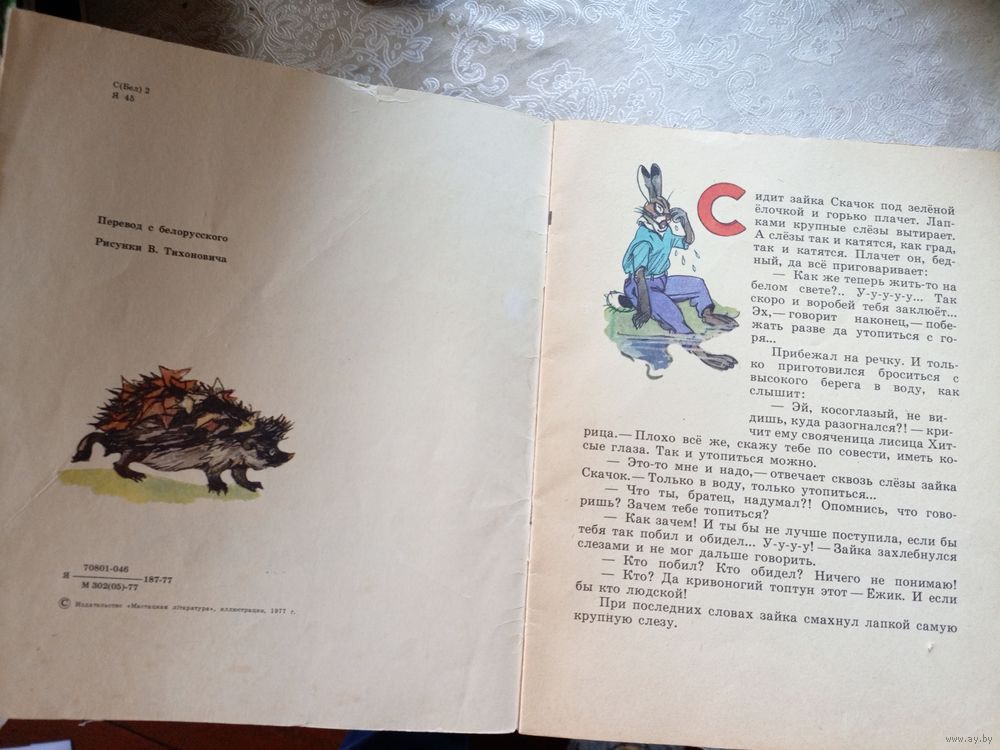 С(Бел) 2
Я 45
Перевод с белорусского
Рисунки В. Тихоновича
Я 70801-046 187-77
М 302(05)-77
© Издательство «Мастацкая літаратура», иллюстрации, 1977 г.
Сидит зайка Скачок под зелёной
ёлочкой и горько плачет. Лап-
ками крупные слёзы вытирает.
А слёзы так и катятся, как град,
так и катятся. Плачет он, бед-
ный, да всё приговаривает:
— Как же теперь жить-то на
белом свете?.. У-у-у-у-у... Так
скоро и воробей тебя заклюёт...
Эх,— говорит наконец,— побе-
жать разве да утопиться с го-
ря...
Прибежал на речку. И толь-
ко приготовился броситься с
высокого берега в воду, как
слышит:
— Эй, косоглазый, не ви-
дишь, куда разогнался?! — кри-
чит ему свояченица лисица Хит-
рица.— Плохо всё же, скажу тебе по совести, иметь ко-
сые глаза. Так и утопиться можно.
— Это-то мне и надо,— отвечает сквозь слёзы зайка
Скачок.— Только в воду, только утопиться...
— Что ты, братец, надумал?! Опомнись, что гово-
ришь? Зачем тебе топиться?
— Как зачем! И ты бы не лучше поступила, если бы
тебя так побил и обидел... У-у-у-у! — Зайка захлебнулся
слезами и не мог дальше говорить.
— Кто побил? Кто обидел? Ничего не понимаю!
— Кто? Да кривоногий топтун этот — Ёжик. И если
бы кто людской!
При последних словах зайка смахнул лапкой самую
крупную слезу.
www.ay.by